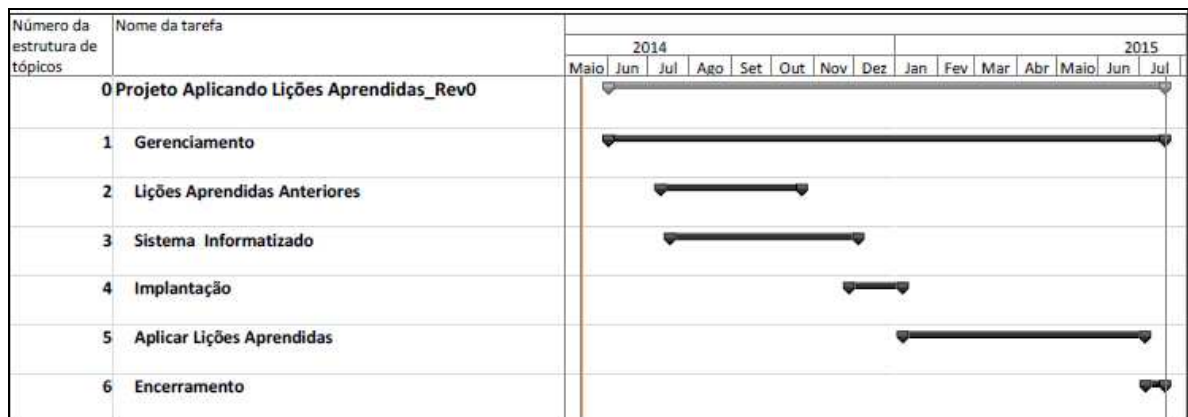 Número da estrutura de tópicos
Nome da tarefa
2014
2015
Maio Jun Jul Ago Set Out Nov Dez Jan Fev Mar Abr Maio Jun Jul
0 Projeto Aplicando Lições Aprendidas_Rev0
1 Gerenciamento
2 Lições Aprendidas Anteriores
3 Sistema Informatizado
4 Implantação
5 Aplicar Lições Aprendidas
6 Encerramento